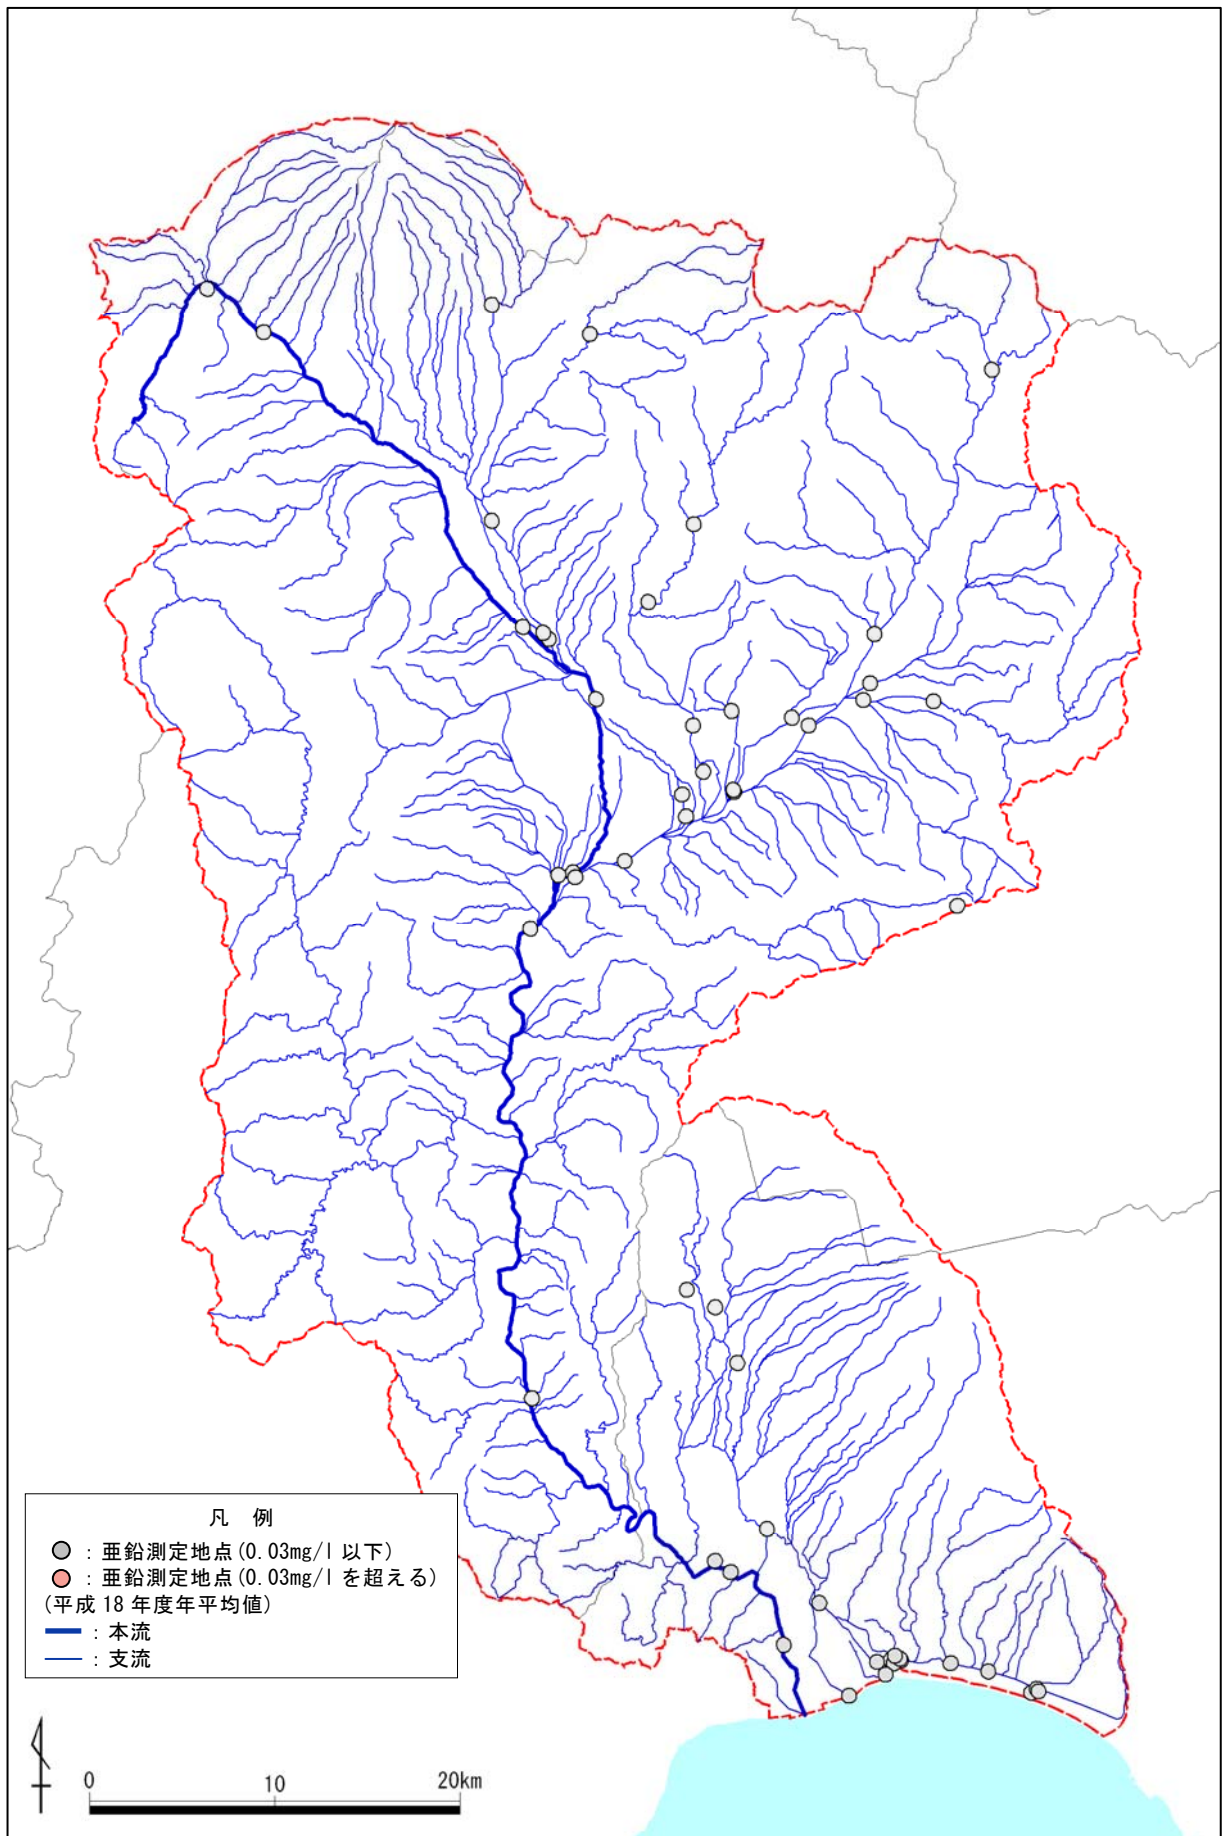 凡 例
：亜鉛測定地点(0.03mg/l 以下)
：亜鉛測定地点(0.03mg/l を超える)
(平成 18 年度年平均値)
：本流
：支流
0 10 20km